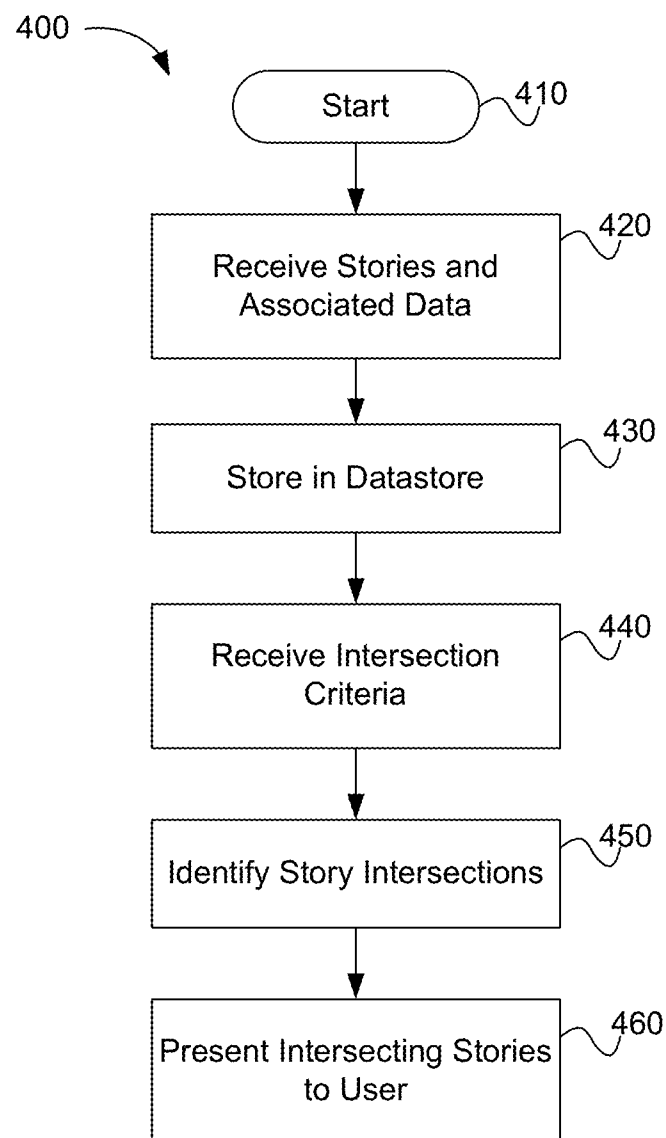 400
Start
410
420
Receive Stories and
Associated Data
430
Store in Datastore
440
Receive Intersection
Criteria
450
Identify Story Intersections
460
Present Intersecting Stories
to User